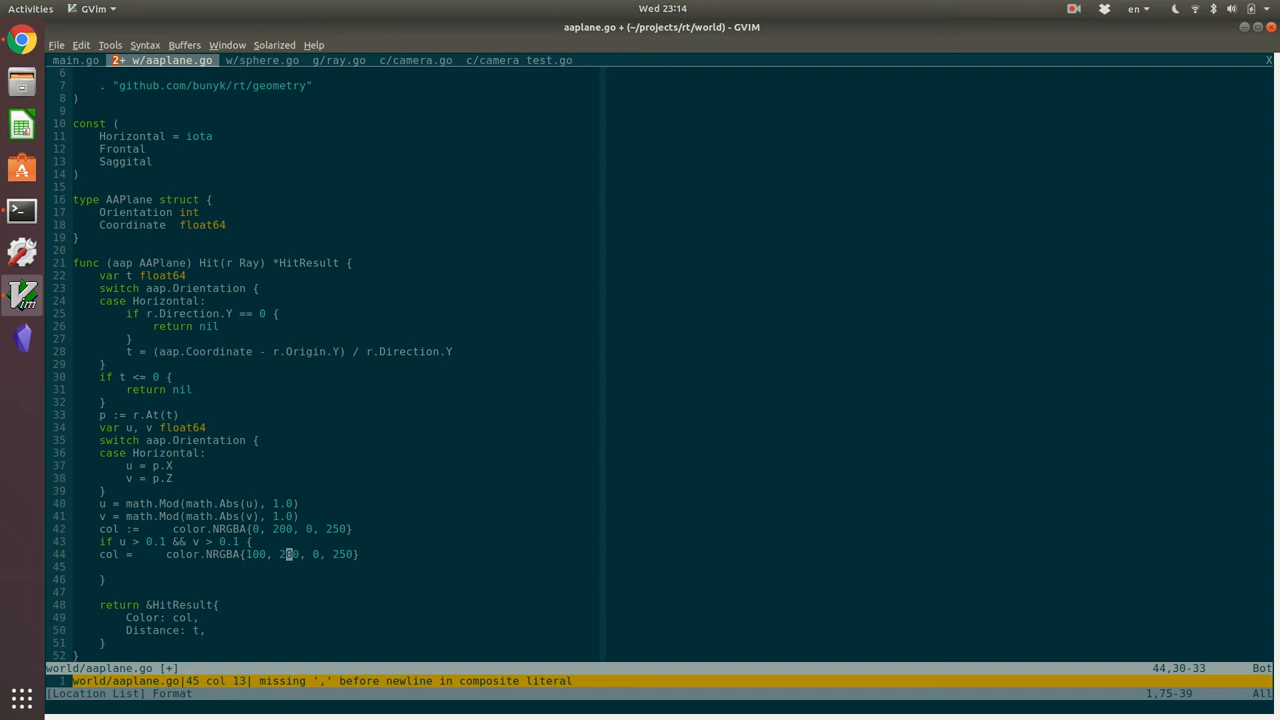 Activities
GVim
23:14
en
aaplane.go + (~/projects/rt/world) - GVIM
File Edit Tools Syntax Buffers Window Solarized Help
main.go 2+ w/aaplane.go w/sphere.go g/ray.go c/camera.go c/camera_test.go X
6
7 . "github.com/bunyk/rt/geometry"
8 )
9
10 const (
11 Horizontal = iota
12 Frontal
13 Saggital
14 )
15
16 type AAPlane struct {
17 Orientation int
18 Coordinate float64
19 }
20
21 func (aap AAPlane) Hit(r Ray) *HitResult {
22 var t float64
23 switch aap.Orientation {
24 case Horizontal:
25 if r.Direction.Y == 0 {
26 return nil
27 }
28 t = (aap.Coordinate - r.Origin.Y) / r.Direction.Y
29 }
30 if t <= 0 {
31 return nil
32 }
33 p := r.At(t)
34 var u, v float64
35 switch aap.Orientation {
36 case Horizontal:
37 u = p.X
38 v = p.Z
39 }
40 u = math.Mod(math.Abs(u), 1.0)
41 v = math.Mod(math.Abs(v), 1.0)
42 col := color.NRGBA{0, 200, 0, 250}
43 if u > 0.1 && v > 0.1 {
44 col = color.NRGBA{100, 200, 0, 250}
45
46 }
47
48 return &HitResult{
49 Color: col,
50 Distance: t,
51 }
52 }
world/aaplane.go [+] 44,30-33 Bot
1 world/aaplane.go|45 col 13| missing ',' before newline in composite literal
[Location List] Format 1,75-39 All